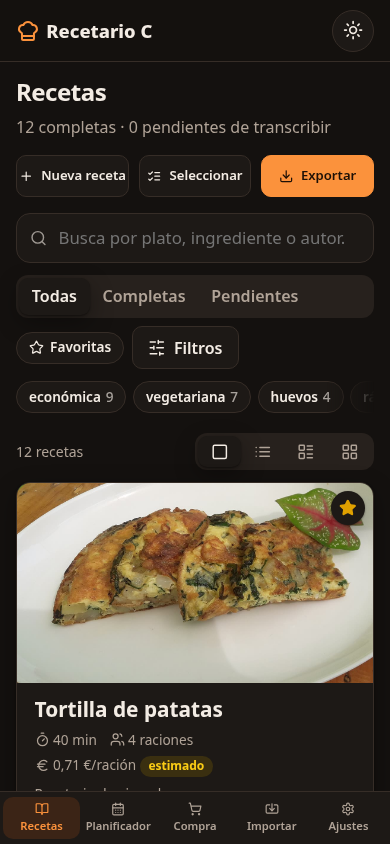 Recetario C
Recetas
12 completas · 0 pendientes de transcribir
Nueva receta Seleccionar Exportar
Busca por plato, ingrediente o autor.
Todas Completas Pendientes
Favoritas Filtros
económica 9 vegetariana 7 huevos 4
12 recetas
Tortilla de patatas
40 min 4 raciones
0,71 €/ración estimado
Recetas Planificador Compra Importar Ajustes